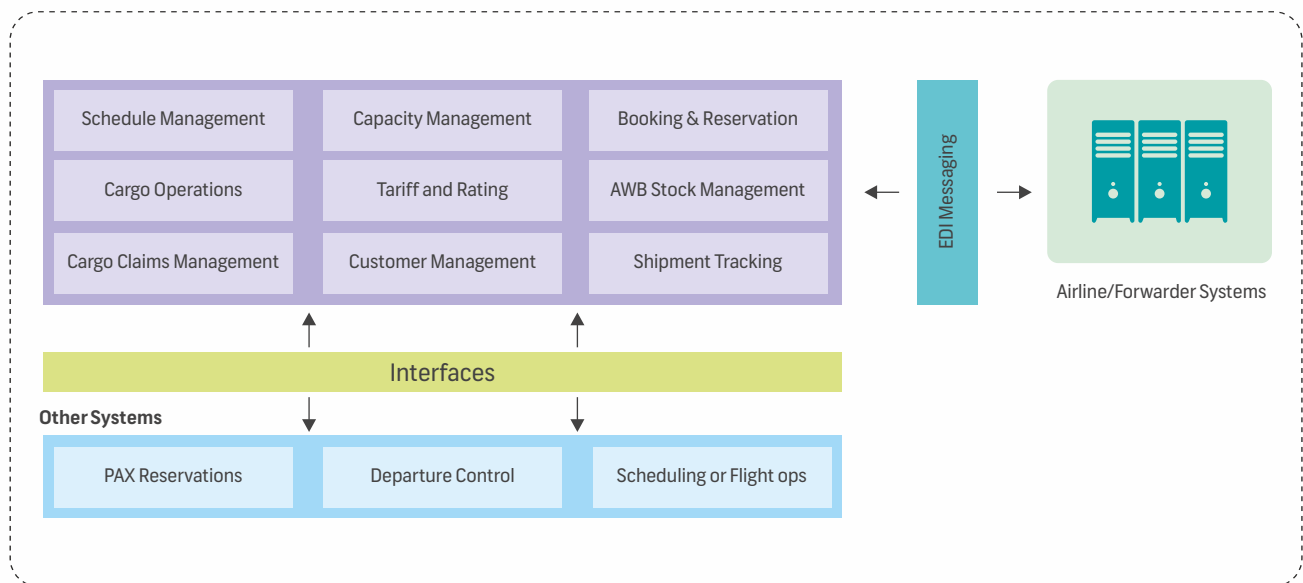 Schedule Management
Capacity Management
Booking & Reservation
Cargo Operations
Tariff and Rating
AWB Stock Management
Cargo Claims Management
Customer Management
Shipment Tracking
EDI Messaging
Airline/Forwarder Systems
Interfaces
Other Systems
PAX Reservations
Departure Control
Scheduling or Flight ops